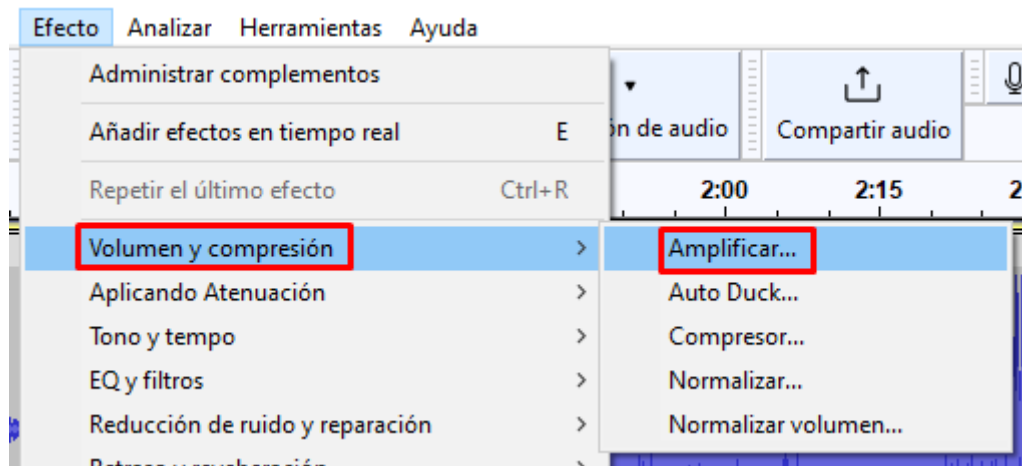 Efecto Analizar Herramientas Ayuda
Administrar complementos
Añadir efectos en tiempo real E
Repetir el último efecto Ctrl+R
Volumen y compresión
Aplicando Atenuación
Tono y tempo
EQ y filtros
Reducción de ruido y reparación
de audio
Compartir audio
2:00 2:15
Amplificar...
Auto Duck...
Compresor...
Normalizar...
Normalizar volumen...